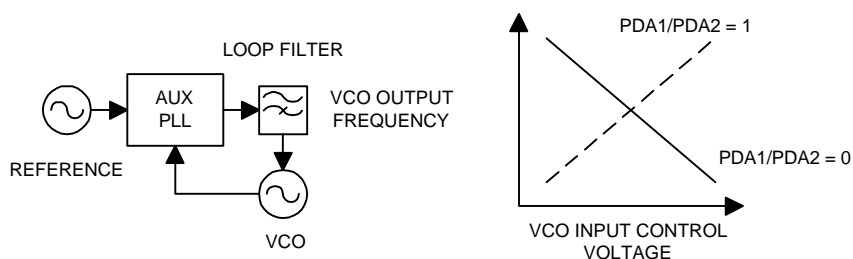 LOOP FILTER
AUX
PLL
REFERENCE
VCO
VCO OUTPUT
FREQUENCY
PDA1/PDA2 = 1
PDA1/PDA2 = 0
VCO INPUT CONTROL
VOLTAGE